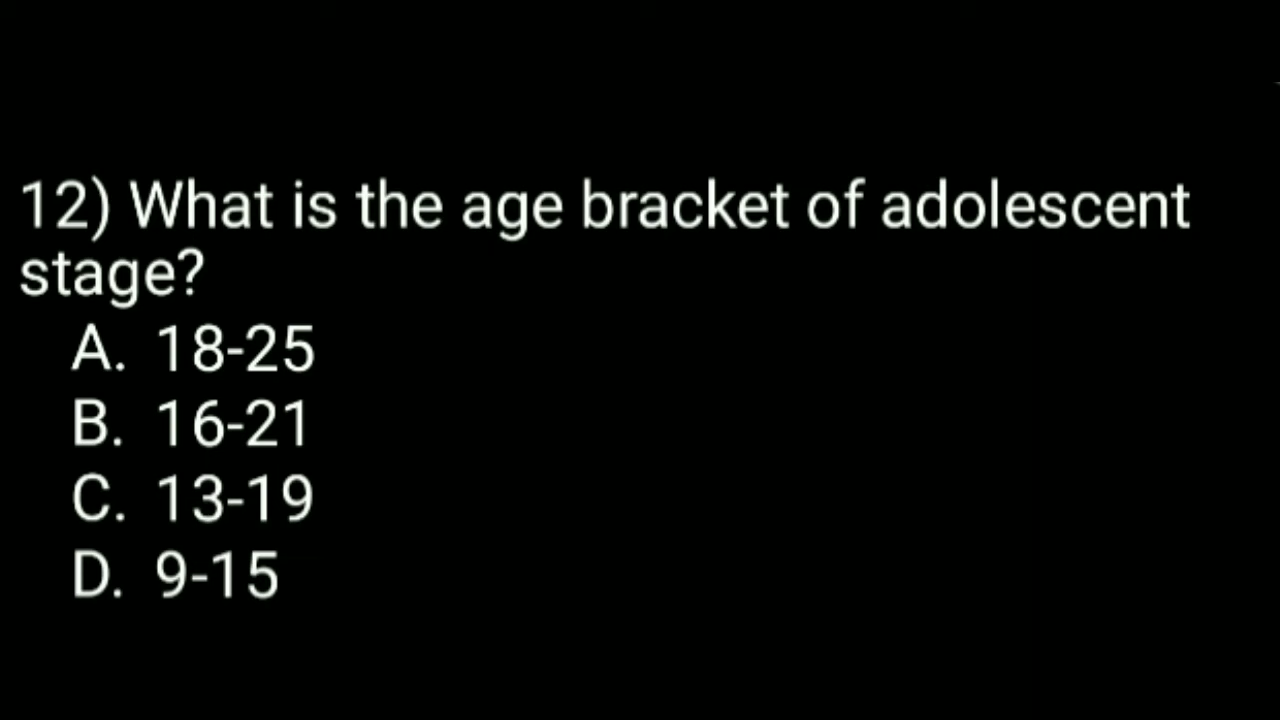 12) What is the age bracket of adolescent
stage?
A. 18-25
B. 16-21
C. 13-19
D. 9-15